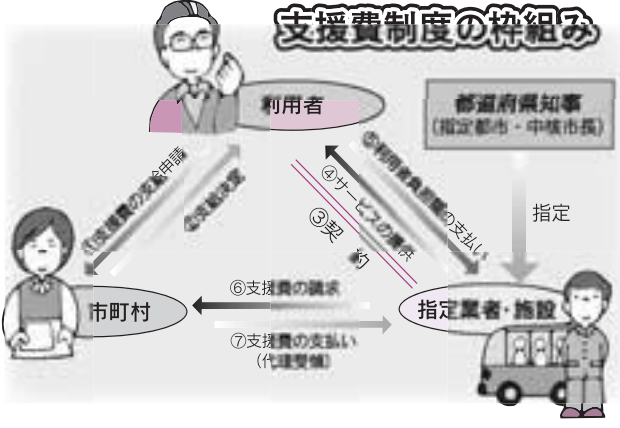 支援費制度の枠組み
利用者
都道府県知事
(指定都市・中核市長)
①支援費の支給申請
②支給決定
③契約
④サービスの提供
⑤利用者負担額の支払い
指定
市町村
指定業者・施設
⑥支援費の請求
⑦支援費の支払い
(代理受領)